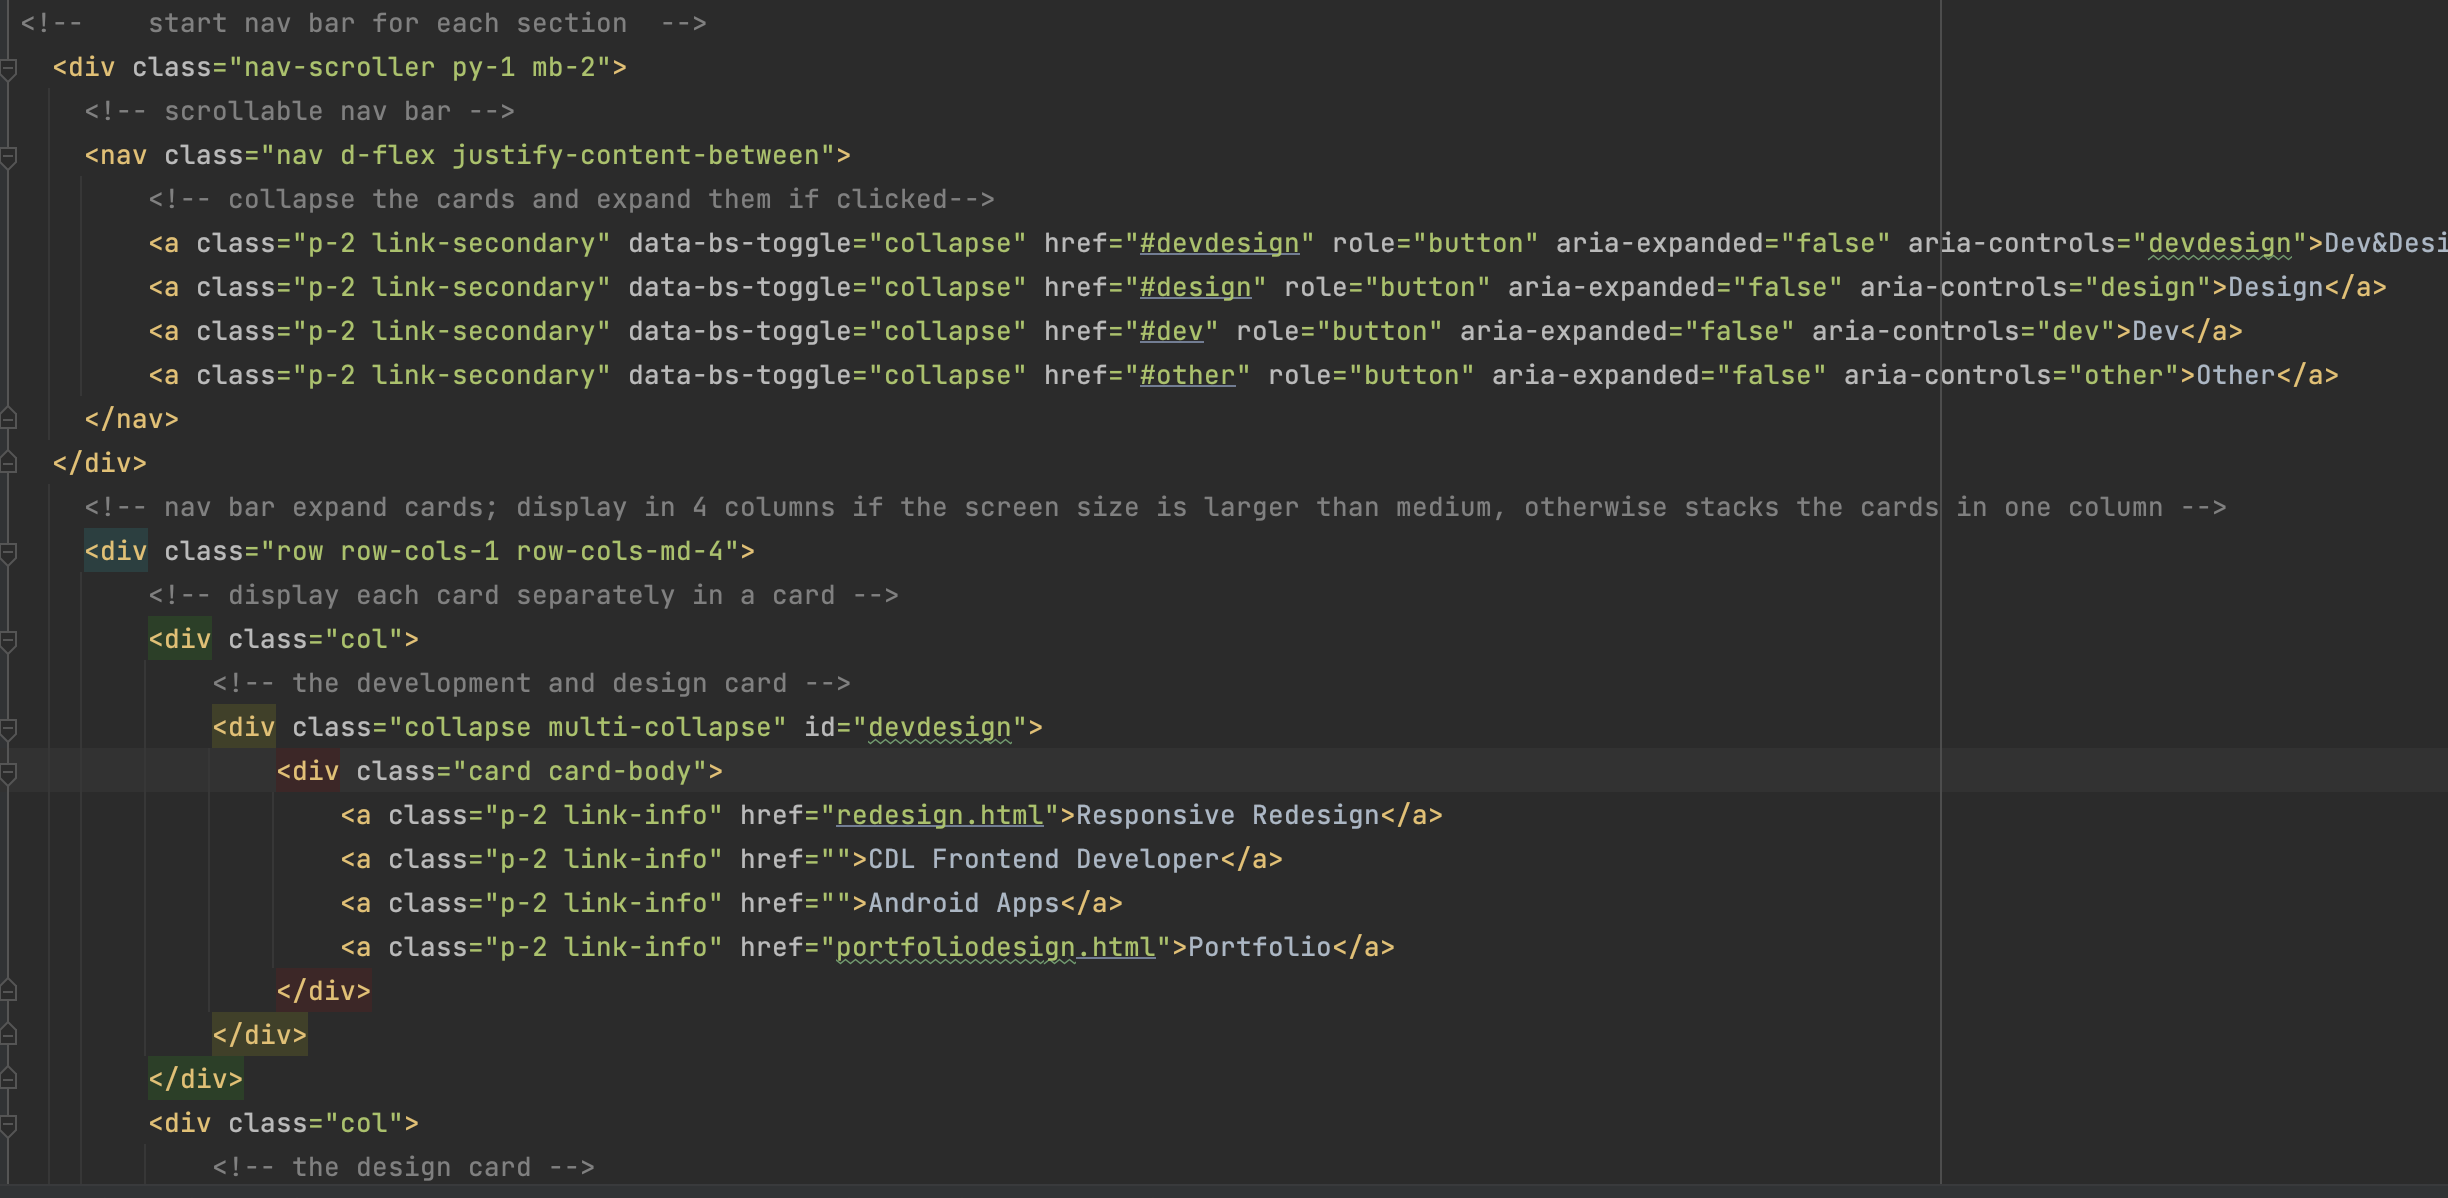 <!--    start nav bar for each section  -->
<div class="nav-scroller py-1 mb-2">
<!-- scrollable nav bar -->
<nav class="nav d-flex justify-content-between">
<!-- collapse the cards and expand them if clicked-->
<a class="p-2 link-secondary" data-bs-toggle="collapse" href="#devdesign" role="button" aria-expanded="false" aria-controls="devdesign">Dev&Desi
<a class="p-2 link-secondary" data-bs-toggle="collapse" href="#design" role="button" aria-expanded="false" aria-controls="design">Design</a>
<a class="p-2 link-secondary" data-bs-toggle="collapse" href="#dev" role="button" aria-expanded="false" aria-controls="dev">Dev</a>
<a class="p-2 link-secondary" data-bs-toggle="collapse" href="#other" role="button" aria-expanded="false" aria-controls="other">Other</a>
</nav>
</div>
<!-- nav bar expand cards; display in 4 columns if the screen size is larger than medium, otherwise stacks the cards in one column -->
<div class="row row-cols-1 row-cols-md-4">
<!-- display each card separately in a card -->
<div class="col">
<!-- the development and design card -->
<div class="collapse multi-collapse" id="devdesign">
<div class="card card-body">
<a class="p-2 link-info" href="redesign.html">Responsive Redesign</a>
<a class="p-2 link-info" href="">CDL Frontend Developer</a>
<a class="p-2 link-info" href="">Android Apps</a>
<a class="p-2 link-info" href="portfoliodesign.html">Portfolio</a>
</div>
</div>
</div>
<div class="col">
<!-- the design card -->